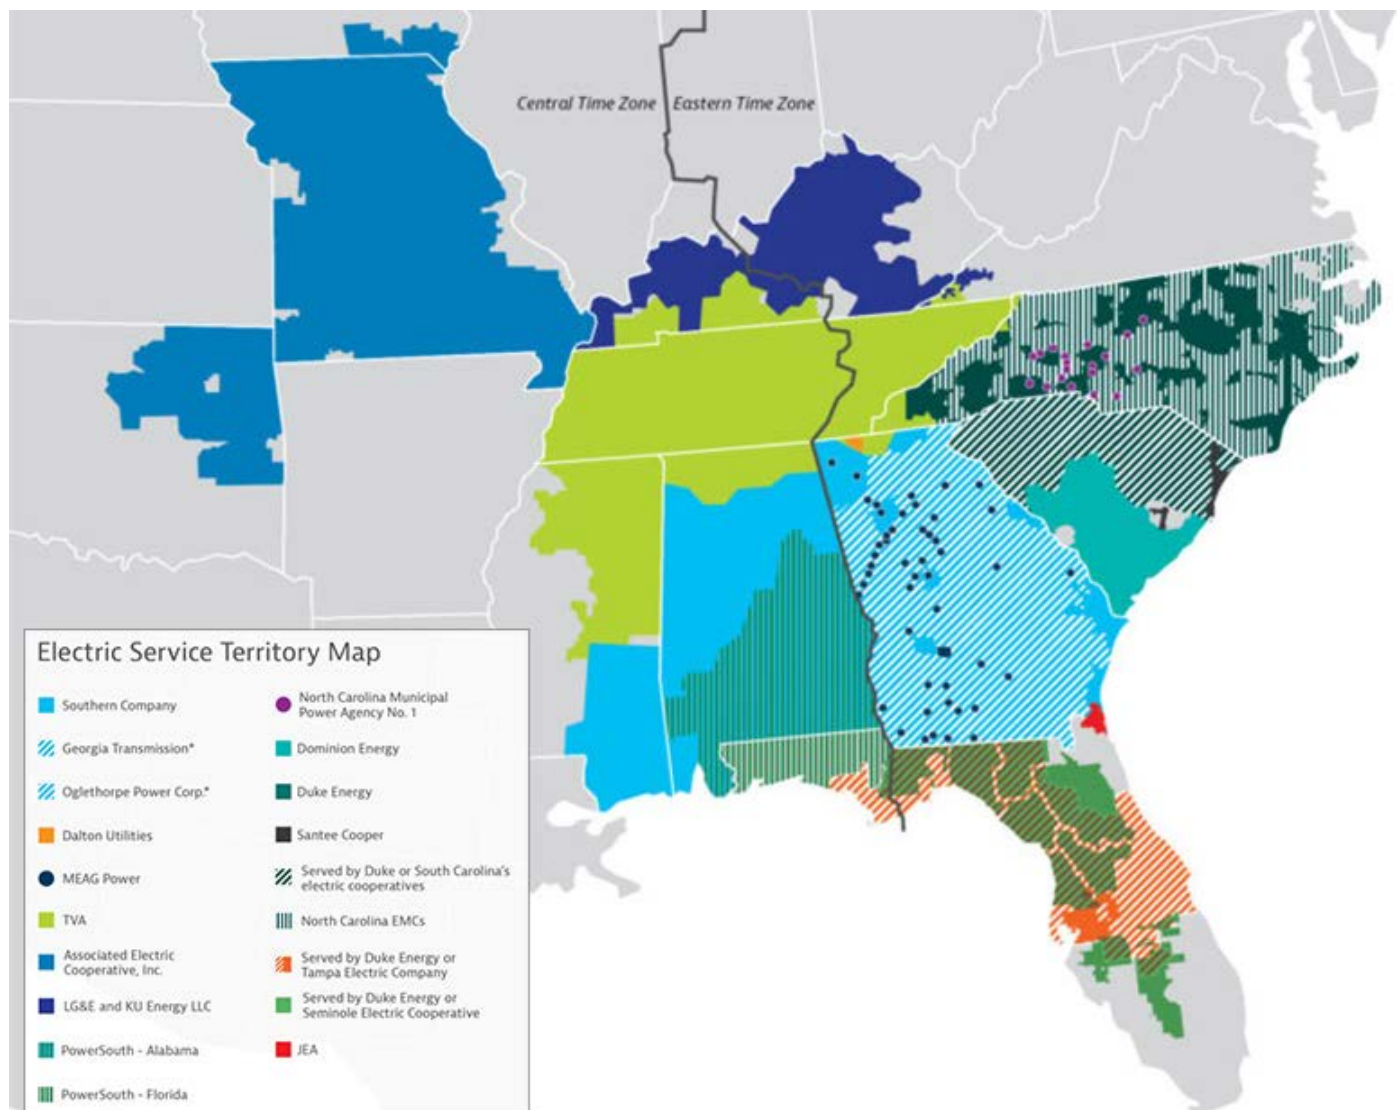 Central Time Zone Eastern Time Zone
Electric Service Territory Map
Southern Company
Georgia Transmission*
Oglethorpe Power Corp.*
Dalton Utilities
MEAG Power
TVA
Associated Electric
Cooperative, Inc.
LG&E and KU Energy LLC
PowerSouth - Alabama
PowerSouth - Florida
North Carolina Municipal
Power Agency No. 1
Dominion Energy
Duke Energy
Santee Cooper
Served by Duke or South Carolina's
electric cooperatives
North Carolina EMCs
Served by Duke Energy or
Tampa Electric Company
Served by Duke Energy or
Seminole Electric Cooperative
JEA